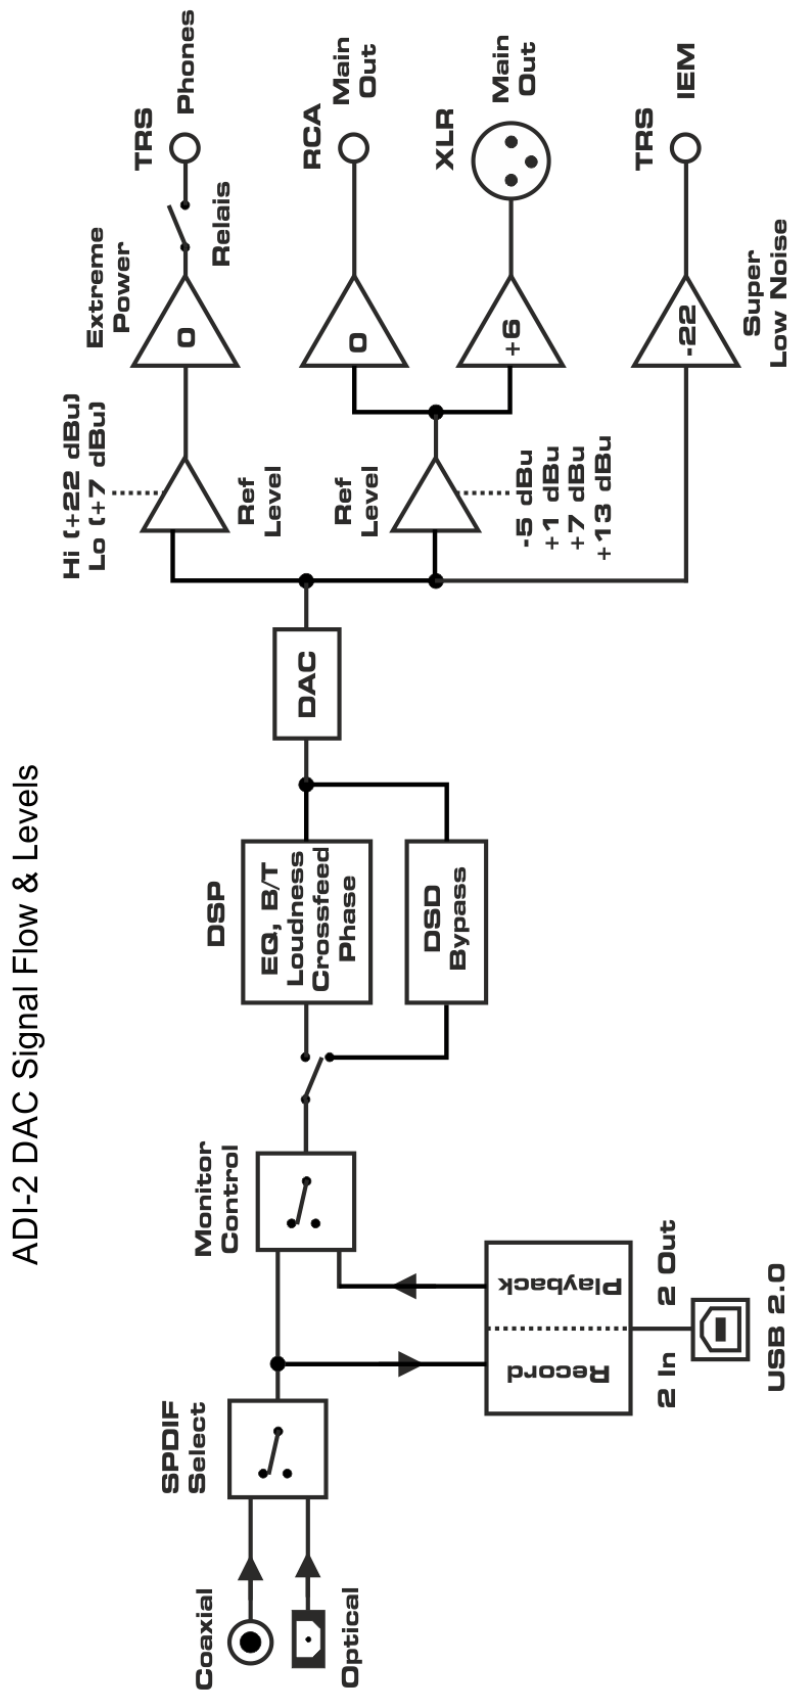 ADI-2 DAC Signal Flow & Levels
Coaxial
Optical
SPDIF
Select
Record
Playback
2 In
2 Out
USB 2.0
Monitor
Control
DSP
EQ, B/T
Loudness
Crossfeed
Phase
DSD
Bypass
DAC
Hi (+22 dBu)
Lo (+7 dBu)
Ref
Level
Ref
Level
-5 dBu
+1 dBu
+7 dBu
+13 dBu
Extreme
Power
0
Relais
TRS
Phones
0
RCA
Main
Out
+6
XLR
Main
Out
-22
Super
Low Noise
TRS
IEM